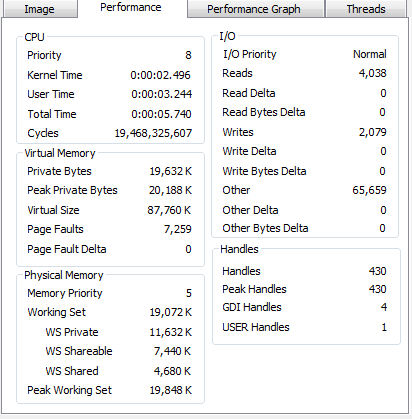 Image Performance Performance Graph Threads
CPU
Priority 8
Kernel Time 0:00:02.496
User Time 0:00:03.244
Total Time 0:00:05.740
Cycles 19,468,325,607
Virtual Memory
Private Bytes 19,632 K
Peak Private Bytes 20,188 K
Virtual Size 87,760 K
Page Faults 7,259
Page Fault Delta 0
Physical Memory
Memory Priority 5
Working Set 19,072 K
WS Private 11,632 K
WS Shareable 7,440 K
WS Shared 4,680 K
Peak Working Set 19,848 K
I/O
I/O Priority Normal
Reads 4,038
Read Delta 0
Read Bytes Delta 0
Writes 2,079
Write Delta 0
Write Bytes Delta 0
Other 65,659
Other Delta 0
Other Bytes Delta 0
Handles
Handles 430
Peak Handles 430
GDI Handles 4
USER Handles 1